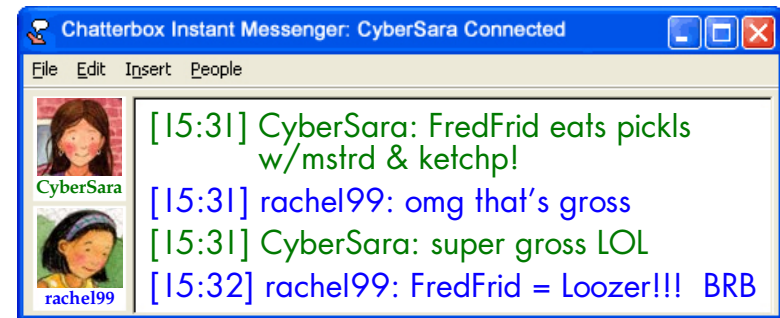 Chatterbox Instant Messenger: CyberSara Connected
File Edit Insert People
[15:31] CyberSara: FredFrid eats pickls
w/mstrd & ketchp!
CyberSara
[15:31] rachel99: omg that's gross
[15:31] CyberSara: super gross LOL
[15:32] rachel99: FredFrid = Loozer!!! BRB
rachel99